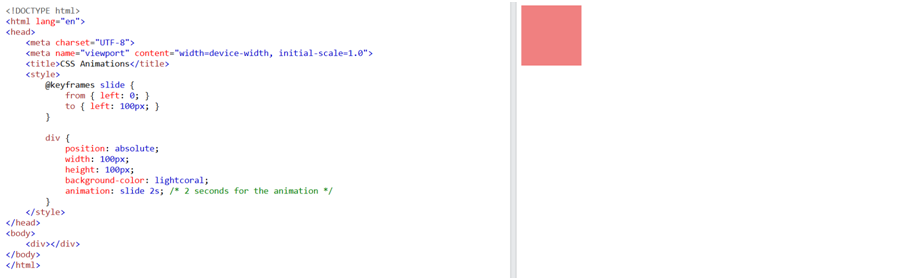 <!DOCTYPE html>
<html lang="en">
<head>
    <meta charset="UTF-8">
    <meta name="viewport" content="width=device-width, initial-scale=1.0">
    <title>CSS Animations</title>
    <style>
        @keyframes slide {
            from { left: 0; }
            to { left: 100px; }
        }

        div {
            position: absolute;
            width: 100px;
            height: 100px;
            background-color: lightcoral;
            animation: slide 2s; /* 2 seconds for the animation */
        }
    </style>
</head>
<body>
    <div></div>
</body>
</html>